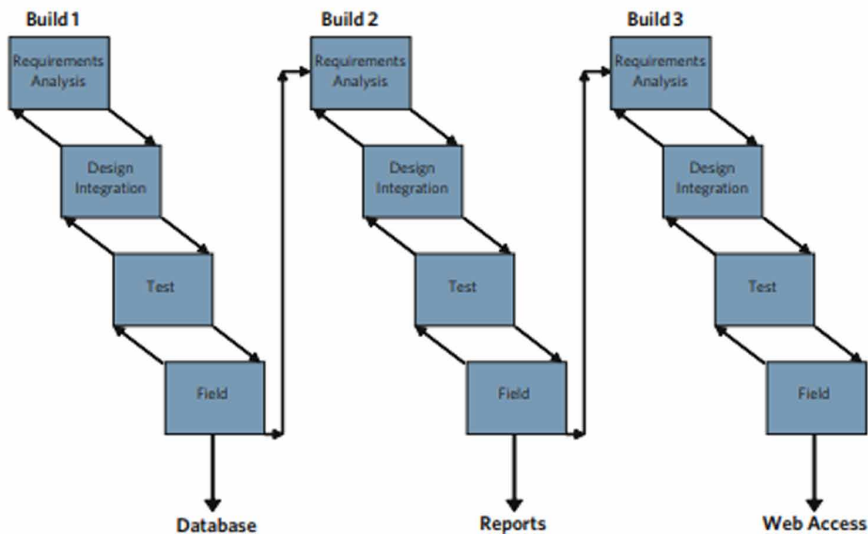 Build 1
Requirements
Analysis
Design
Integration
Test
Field
Database
Build 2
Requirements
Analysis
Design
Integration
Test
Field
Reports
Build 3
Requirements
Analysis
Design
Integration
Test
Field
Web Access